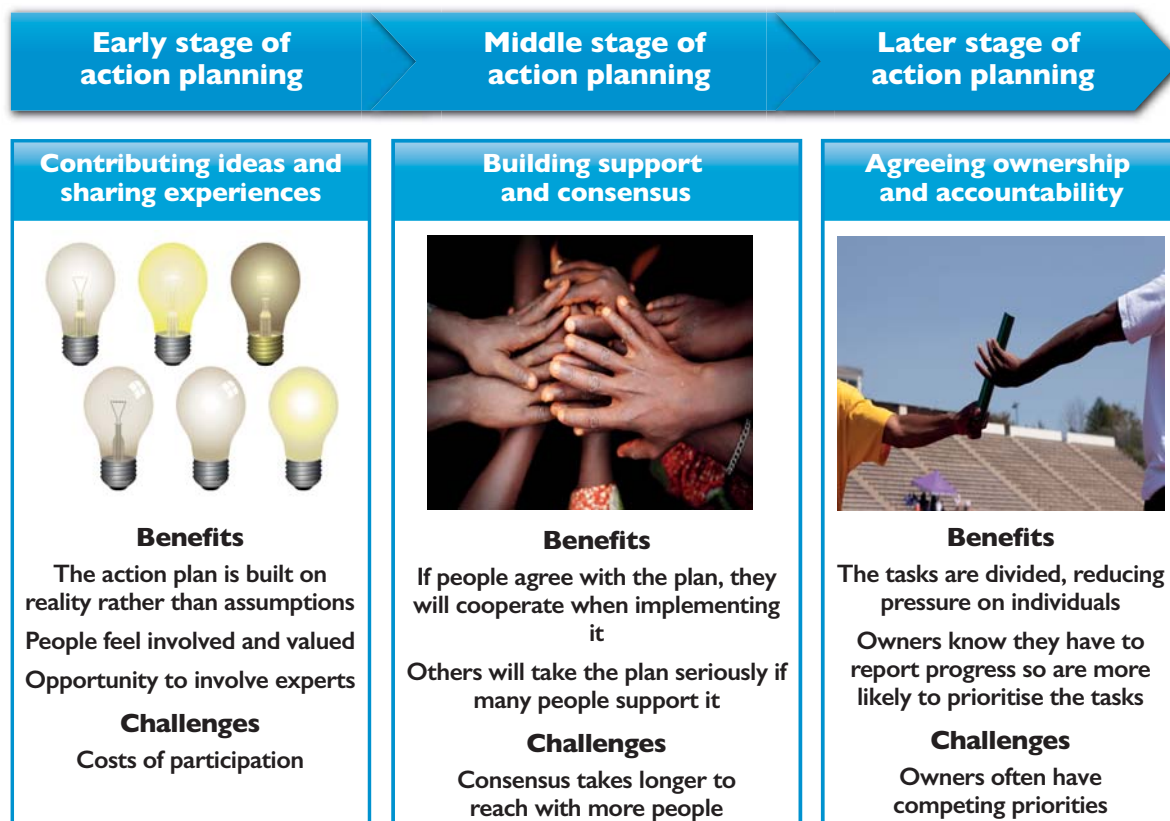 Early stage of
action planning
Middle stage of
action planning
Later stage of
action planning
Contributing ideas and
sharing experiences
Benefits
The action plan is built on
reality rather than assumptions
People feel involved and valued
Opportunity to involve experts
Challenges
Costs of participation
Building support
and consensus
Benefits
If people agree with the plan, they
will cooperate when implementing
it
Others will take the plan seriously if
many people support it
Challenges
Consensus takes longer to
reach with more people
Agreeing ownership
and accountability
Benefits
The tasks are divided, reducing
pressure on individuals
Owners know they have to
report progress so are more
likely to prioritise the tasks
Challenges
Owners often have
competing priorities